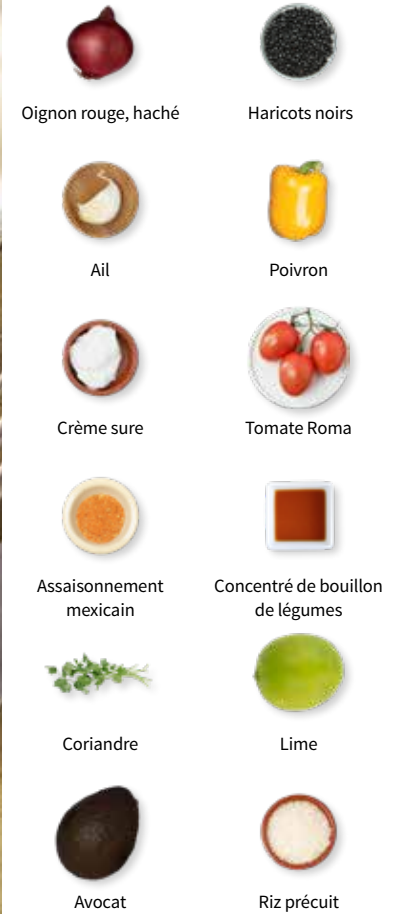 Oignon rouge, haché
Haricots noirs
Ail
Poivron
Crème sure
Tomate Roma
Assaisonnement
mexicain
Concentré de bouillon
de légumes
Coriandre
Lime
Avocat
Riz précuit